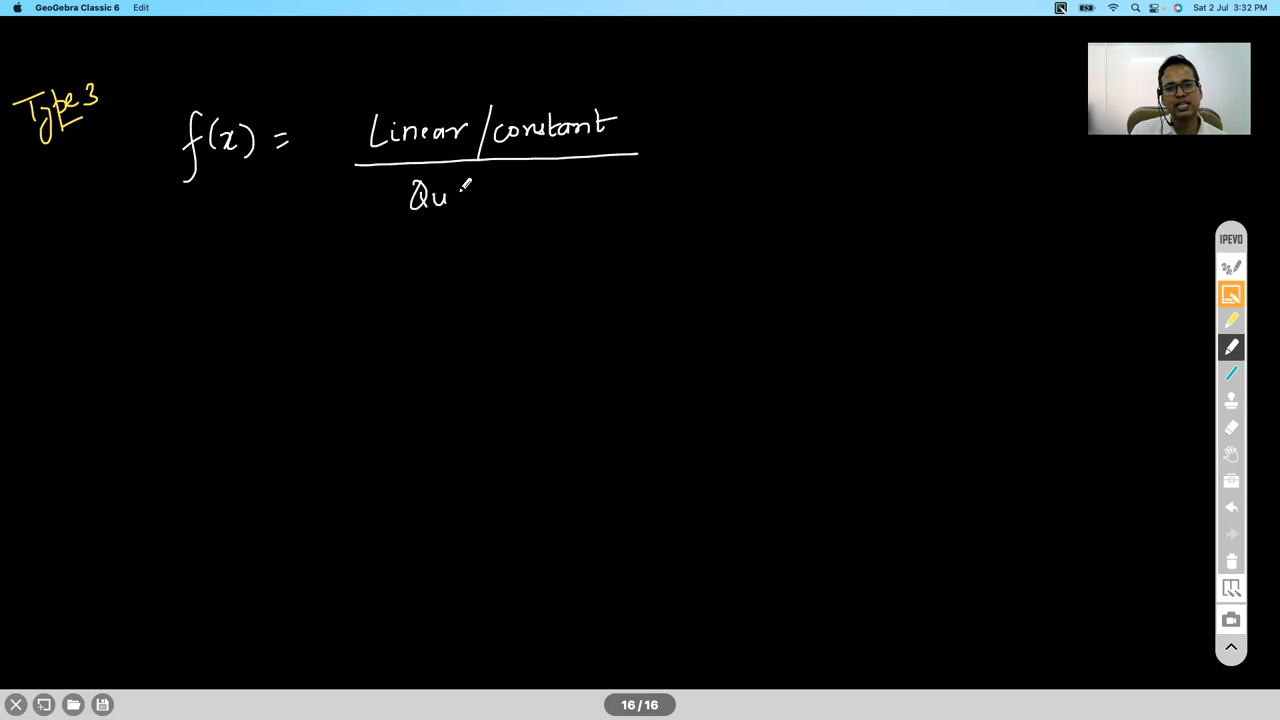 GeoGebra Classic 6 Edit Sat 2 Jul 3:32 PM
Type 3
f(x) = Linear/constant
Qu
IPEVO
16/16